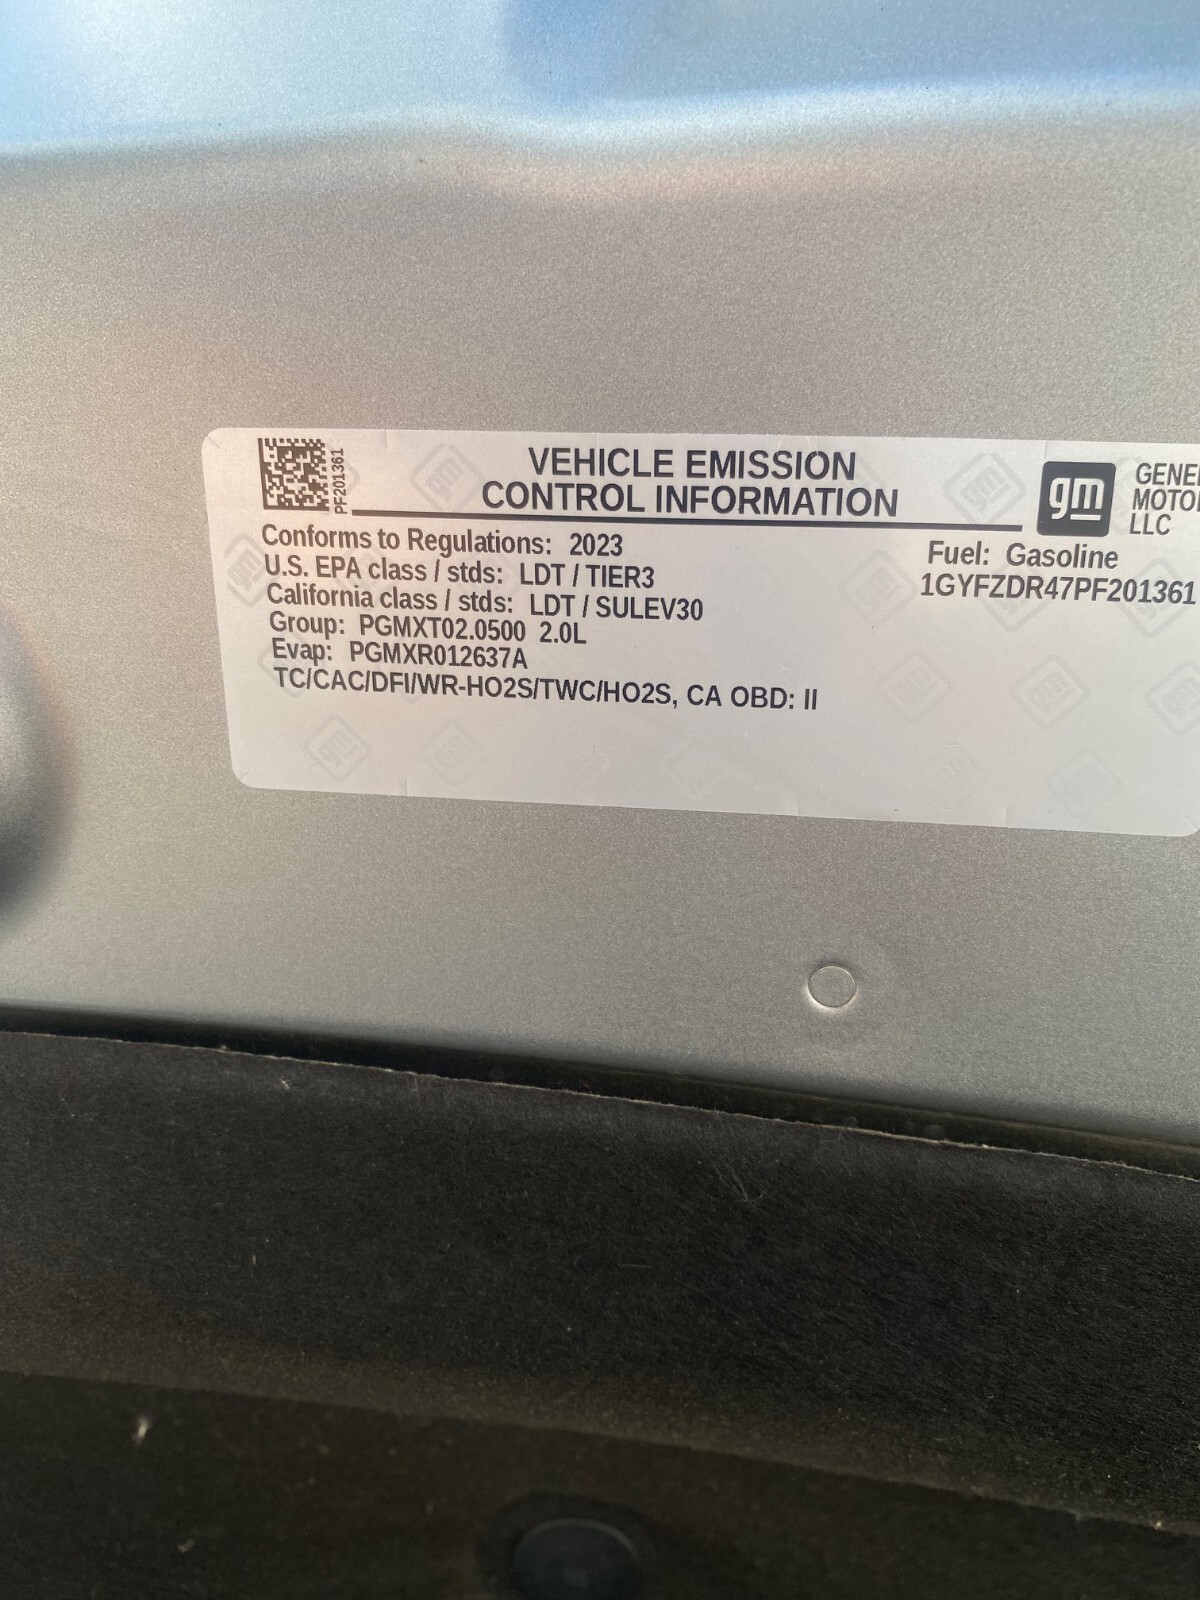 PF201361
VEHICLE EMISSION
CONTROL INFORMATION
gm
LLC
Conforms to Regulations: 2023
Fuel: Gasoline
U.S. EPA class / stds: LDT / TIER3
1GYFZDR47PF201361
California class / stds: LDT / SULEV30
Group: PGMXT02.0500 2.0L
Evap: PGMXR012637A
TC/CAC/DFI/WR-HO2S/TWC/HO2S, CA OBD: II